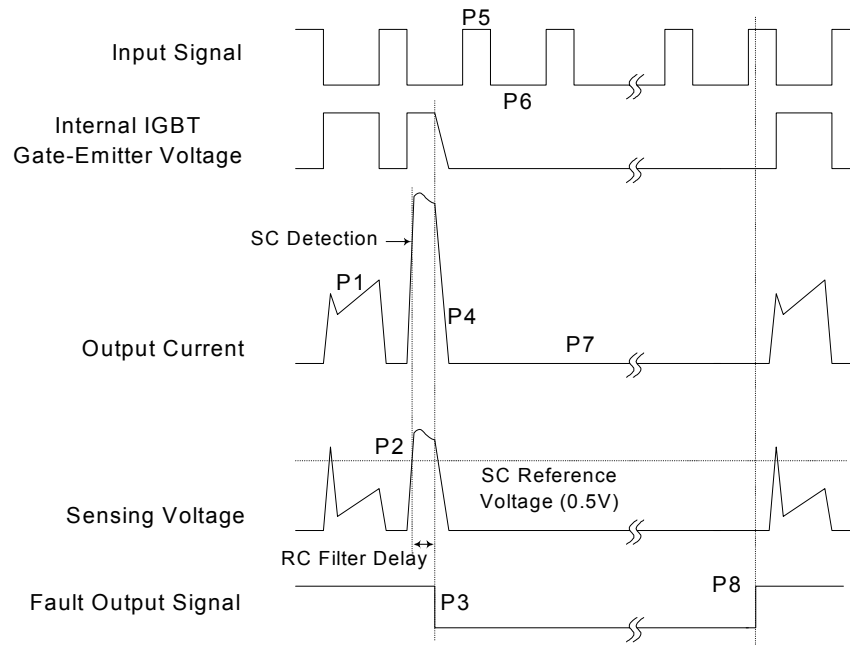 P5
Input Signal
P6
Internal IGBT
Gate-Emitter Voltage
SC Detection
P1
P4
Output Current
P7
P2
SC Reference
Voltage (0.5V)
Sensing Voltage
RC Filter Delay
Fault Output Signal
P3
P8